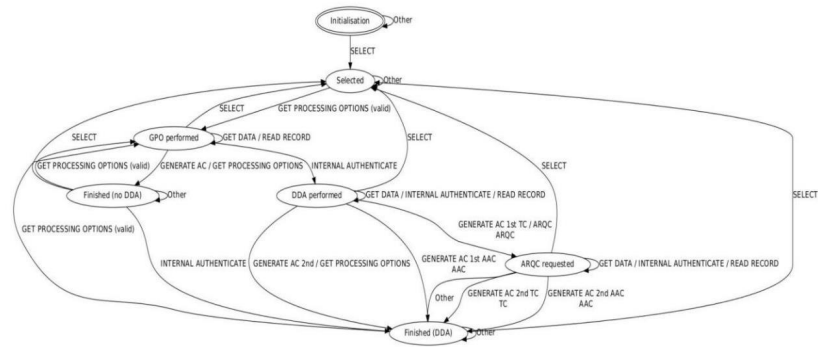 Initialisation
Other
SELECT
Selected
Other
SELECT
GET PROCESSING OPTIONS (valid)
GPO performed
GET DATA / READ RECORD
SELECT
SELECT
GET PROCESSING OPTIONS (valid)
GENERATE AC / GET PROCESSING OPTIONS
INTERNAL AUTHENTICATE
SELECT
Finished (no DDA)
Other
DDA performed
GET DATA / INTERNAL AUTHENTICATE / READ RECORD
SELECT
GET PROCESSING OPTIONS (valid)
GENERATE AC 1st TC / ARQC
ARQC
INTERNAL AUTHENTICATE
GENERATE AC 2nd / GET PROCESSING OPTIONS
GENERATE AC 1st AAC
AAC
ARQC requested
GET DATA / INTERNAL AUTHENTICATE / READ RECORD
Other
GENERATE AC 2nd TC
TC
GENERATE AC 2nd AAC
AAC
Finished (DDA)
Other